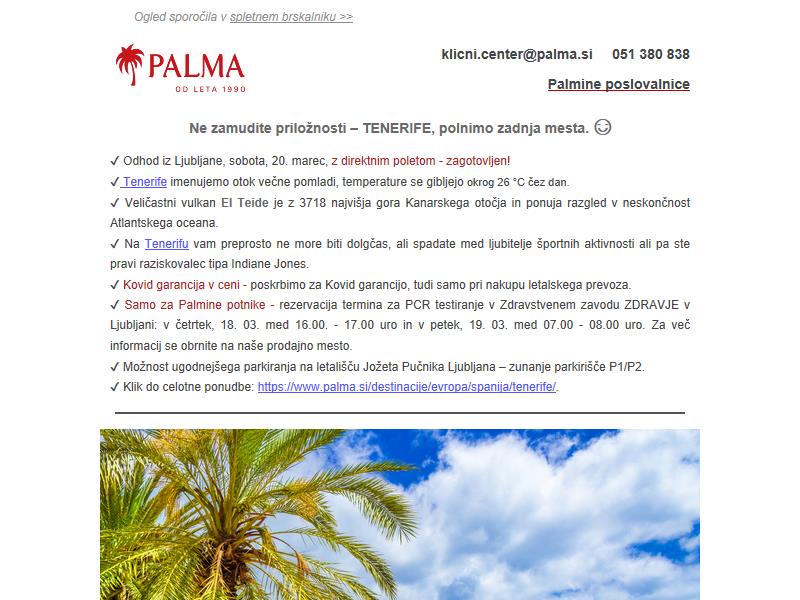 Ogled sporočila v spletnem brskalniku >>
PALMA
OD LETA 1990
klicni.center@palma.si 051 380 838
Palmine poslovalnice
Ne zamudite priložnosti – TENERIFE, polnimo zadnja mesta. 😊
✓ Odhod iz Ljubljane, sobota, 20. marec, z direktnim poletom - zagotovljen!
✓ Tenerife imenujemo otok večne pomladi, temperature se gibljejo okrog 26 °C čez dan.
✓ Veličastni vulkan El Teide je z 3718 najvišja gora Kanarskega otočja in ponuja razgled v neskončnost
Atlantskega oceana.
✓ Na Tenerifu vam preprosto ne more biti dolgčas, ali spadate med ljubitelje športnih aktivnosti ali pa ste
pravi raziskovalec tipa Indiane Jones.
✓ Kovid garancija v ceni - poskrbimo za Kovid garancijo, tudi samo pri nakupu letalskega prevoza.
✓ Samo za Palmine potnike - rezervacija termina za PCR testiranje v Zdravstvenem zavodu ZDRAVJE v
Ljubljani: v četrtek, 18. 03. med 16.00. - 17.00 uro in v petek, 19. 03. med 07.00 - 08.00 uro. Za več
informacij se obrnite na naše prodajno mesto.
✓ Možnost ugodnejšega parkiranja na letališču Jožeta Pučnika Ljubljana – zunanje parkirišče P1/P2.
✓ Klik do celotne ponudbe: https://www.palma.si/destinacije/evropa/spanija/tenerife/.